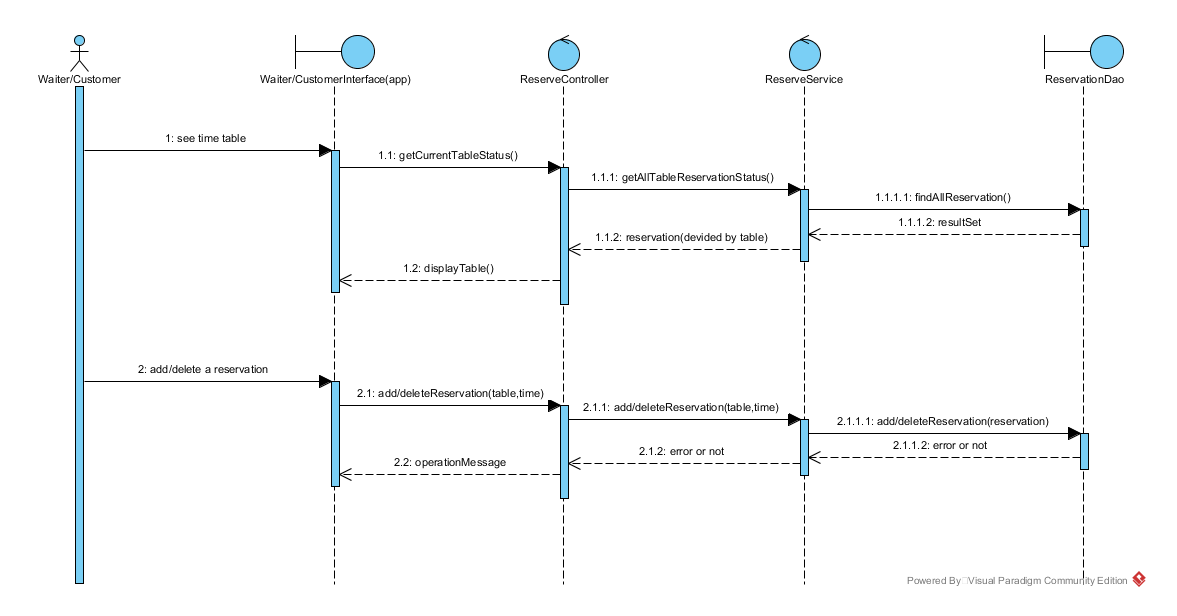 Waiter/Customer
Waiter/CustomerInterface(app)
ReserveController
ReserveService
ReservationDao
1: see time table
1.1: getCurrentTableStatus()
1.1.1: getAllTableReservationStatus()
1.1.1.1: findAllReservation()
1.1.1.2: resultSet
1.1.2: reservation(devided by table)
1.2: displayTable()
2: add/delete a reservation
2.1: add/deleteReservation(table,time)
2.1.1: add/deleteReservation(table,time)
2.1.1.1: add/deleteReservation(reservation)
2.1.1.2: error or not
2.1.2: error or not
2.2: operationMessage
Powered By Visual Paradigm Community Edition